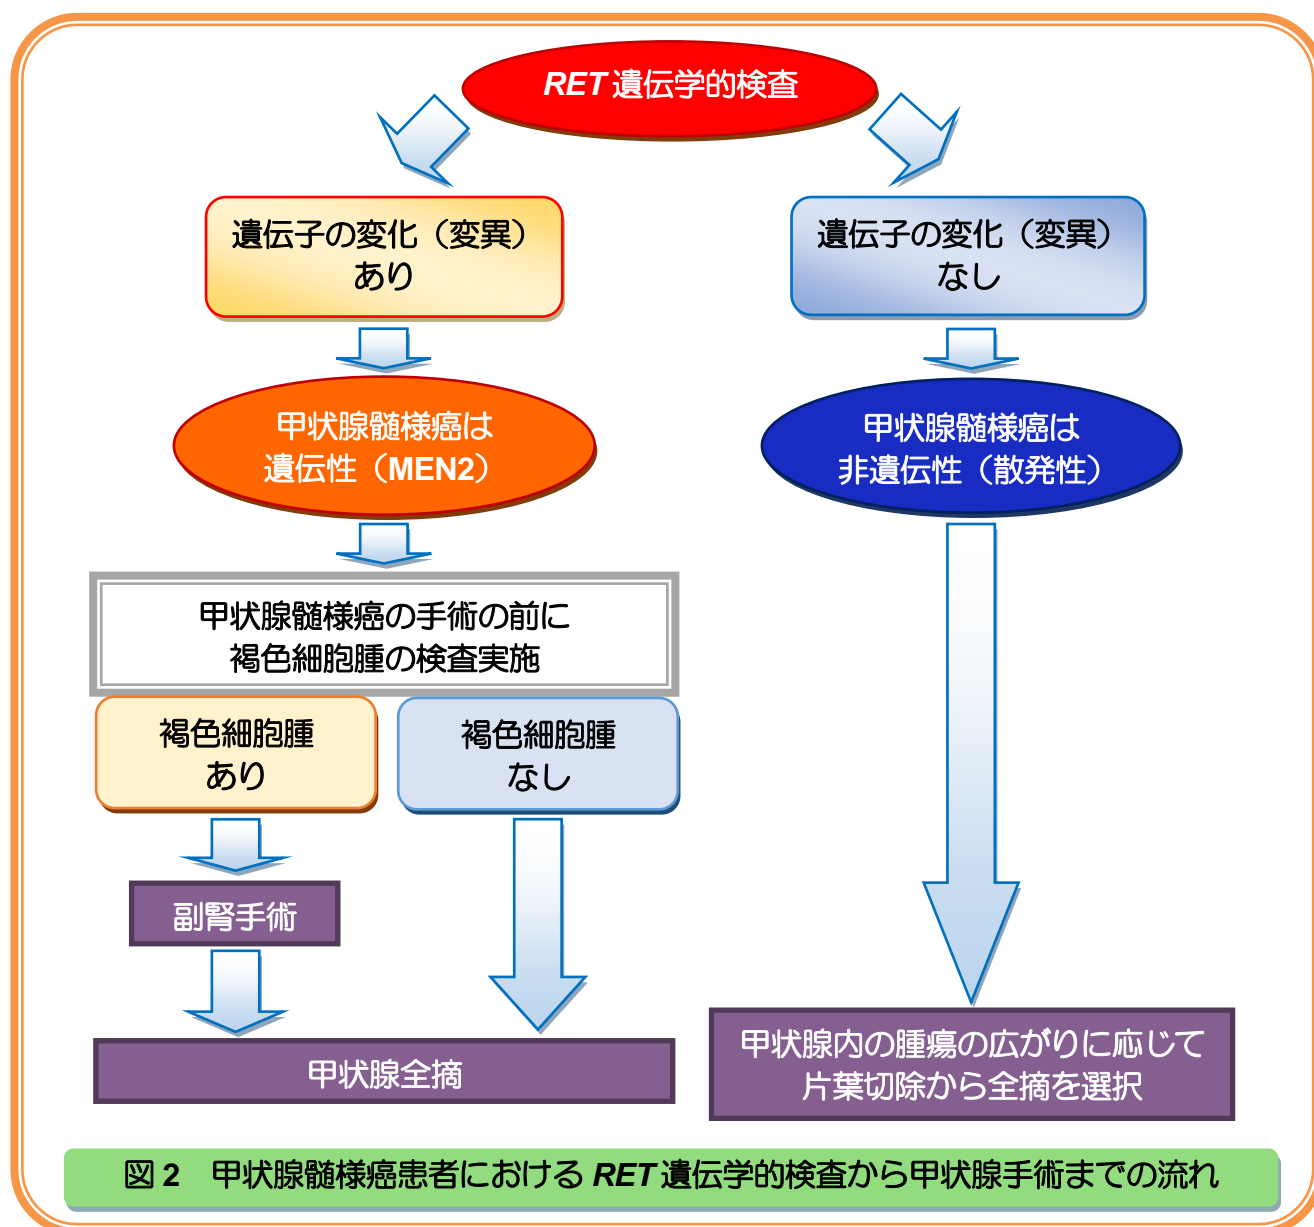 RET 遺伝学的検査
遺伝子の変化（変異）
あり
遺伝子の変化（変異）
なし
甲状腺髄様癌は
遺伝性（MEN2）
甲状腺髄様癌は
非遺伝性（散発性）
甲状腺髄様癌の手術の前に
褐色細胞腫の検査実施
褐色細胞腫
あり
褐色細胞腫
なし
副腎手術
甲状腺全摘
甲状腺内の腫瘍の広がりに応じて
片葉切除から全摘を選択
図 2　甲状腺髄様癌患者における RET 遺伝学的検査から甲状腺手術までの流れ